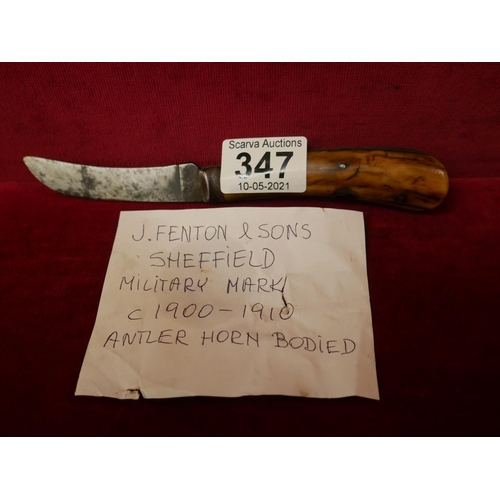 Scarva Auctions
347
10-05-2021
J. FENTON & SONS
SHEFFIELD
MILITARY MARK
c 1900-1910
ANTLER HORN BODIED